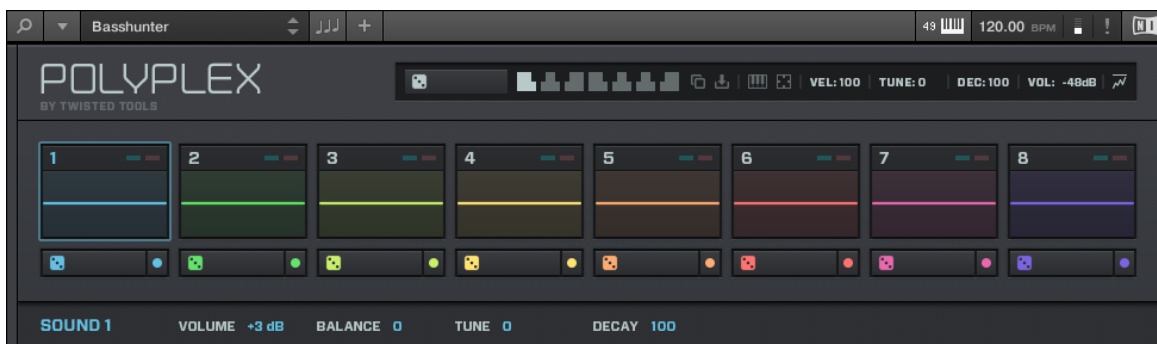 Basshunter 49 120.00 BPM !
POLYPLEX
BY TWISTED TOOLS
VEL:100 TUNE:0 DEC:100 VOL: -48dB
1 2 3 4 5 6 7 8
SOUND 1 VOLUME +3 dB BALANCE 0 TUNE 0 DECAY 100